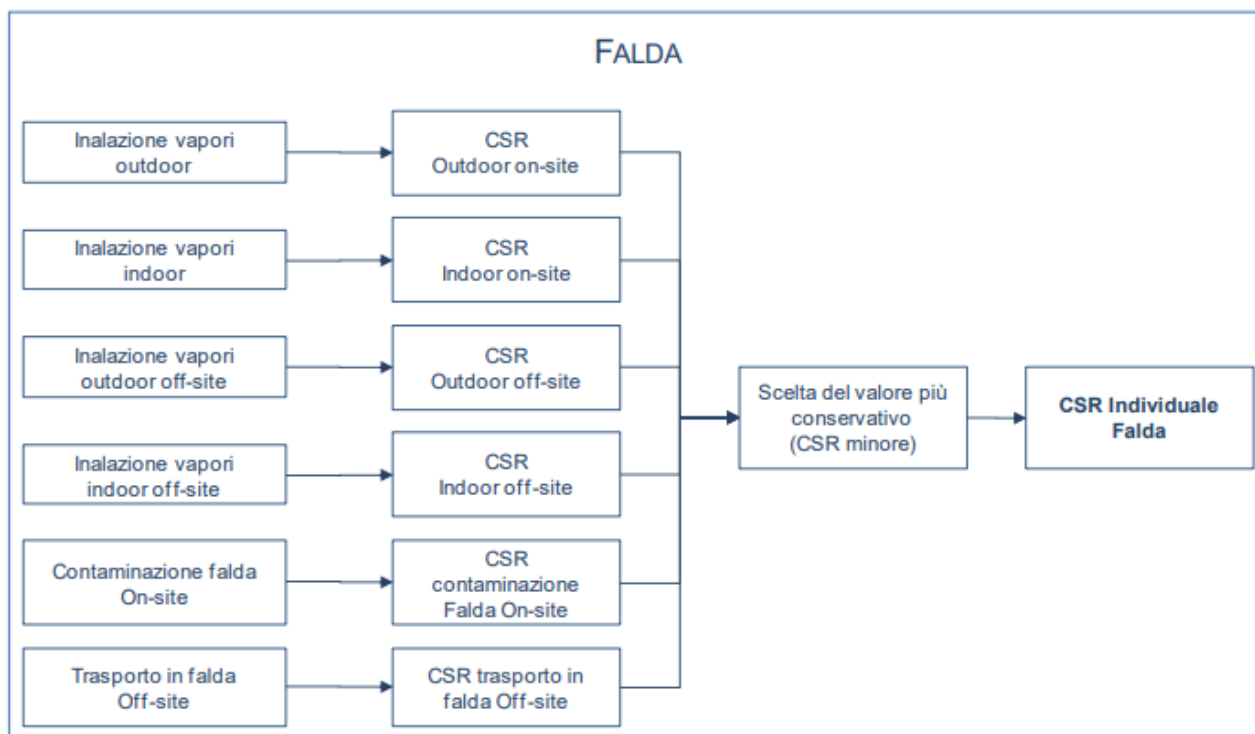 FALDA
Inalazione vapori
outdoor
CSR
Outdoor on-site
Inalazione vapori
indoor
CSR
Indoor on-site
Inalazione vapori
outdoor off-site
CSR
Outdoor off-site
Scelta del valore più
conservativo
(CSR minore)
CSR Individuale
Falda
Inalazione vapori
indoor off-site
CSR
Indoor off-site
Contaminazione falda
On-site
CSR
contaminazione
Falda On-site
Trasporto in falda
Off-site
CSR trasporto in
falda Off-site